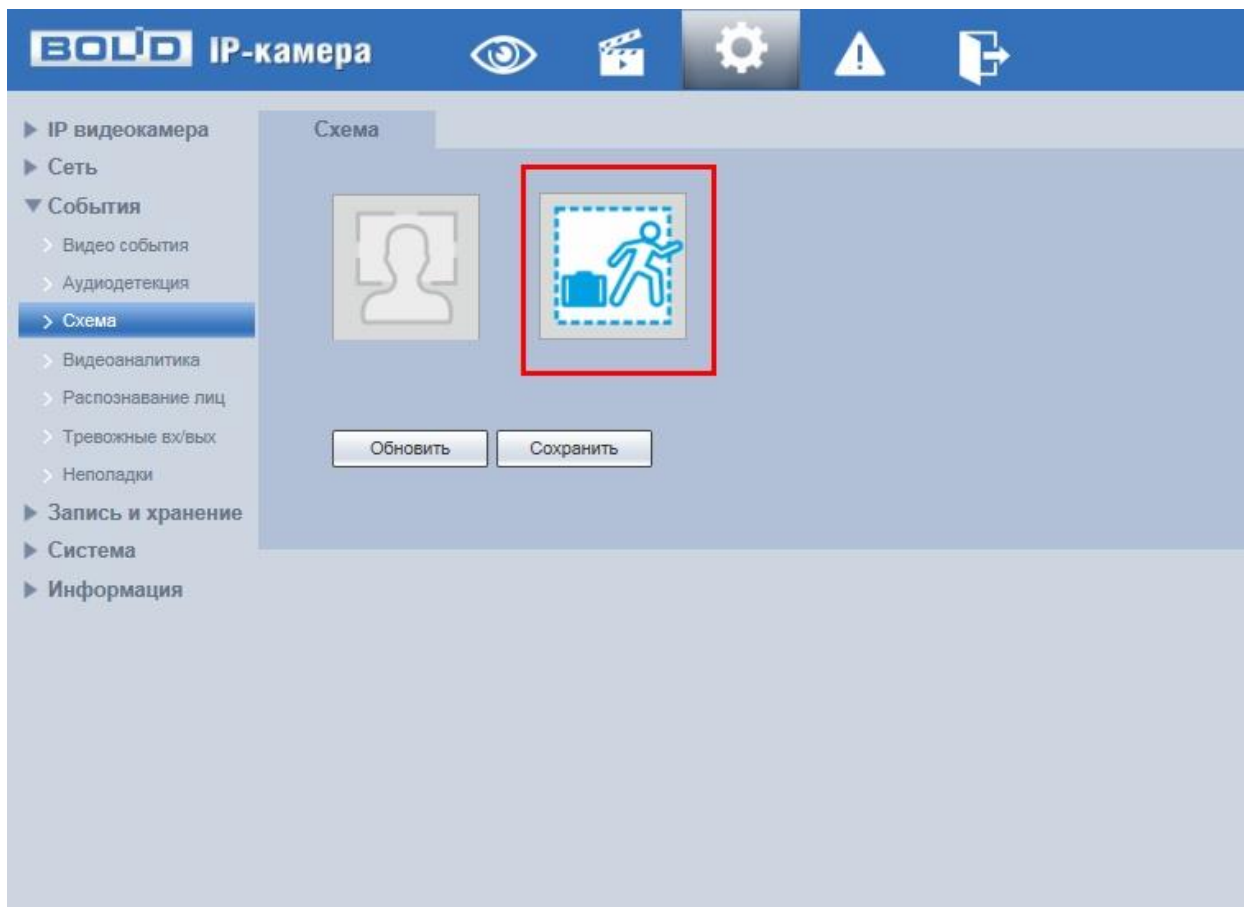 BOLID IP-камера
IP видеокамера
Сеть
События
Видео события
Аудиодетекция
Схема
Видеоаналитика
Распознавание лиц
Тревожные вх/вых
Неполадки
Запись и хранение
Система
Информация
Схема
Обновить Сохранить